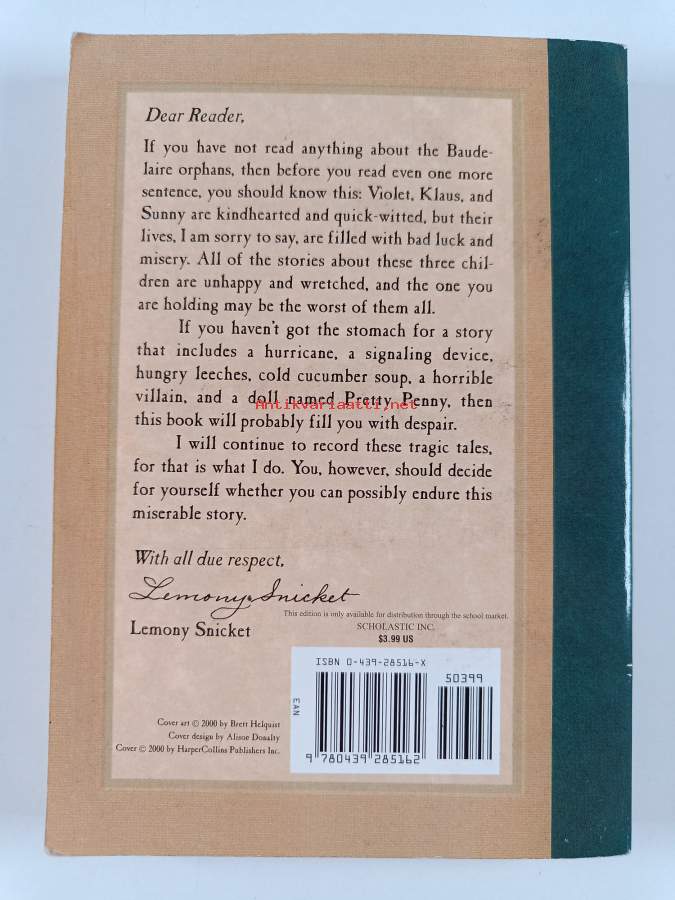 Dear Reader,
If you have not read anything about the Baude-
laire orphans, then before you read even one more
sentence, you should know this: Violet, Klaus, and
Sunny are kindhearted and quick-witted, but their
lives, I am sorry to say, are filled with bad luck and
misery. All of the stories about these three chil-
dren are unhappy and wretched, and the one you
are holding may be the worst of them all.
If you haven't got the stomach for a story
that includes a hurricane, a signaling device,
hungry leeches, cold cucumber soup, a horrible
villain, and a doll named Pretty Penny, then
Antikvariaatti.net
this book will probably fill you with despair.
I will continue to record these tragic tales,
for that is what I do. You, however, should decide
for yourself whether you can possibly endure this
miserable story.
With all due respect,
Lemony Snicket
This edition is only available for distribution through the school market.
Lemony Snicket
SCHOLASTIC INC.
$3.99 US
ISBN 0-439-28516-X
50399
EAN
9 780439 285162
Cover art © 2000 by Brett Helquist
Cover design by Alison Donalty
Cover © 2000 by HarperCollins Publishers Inc.